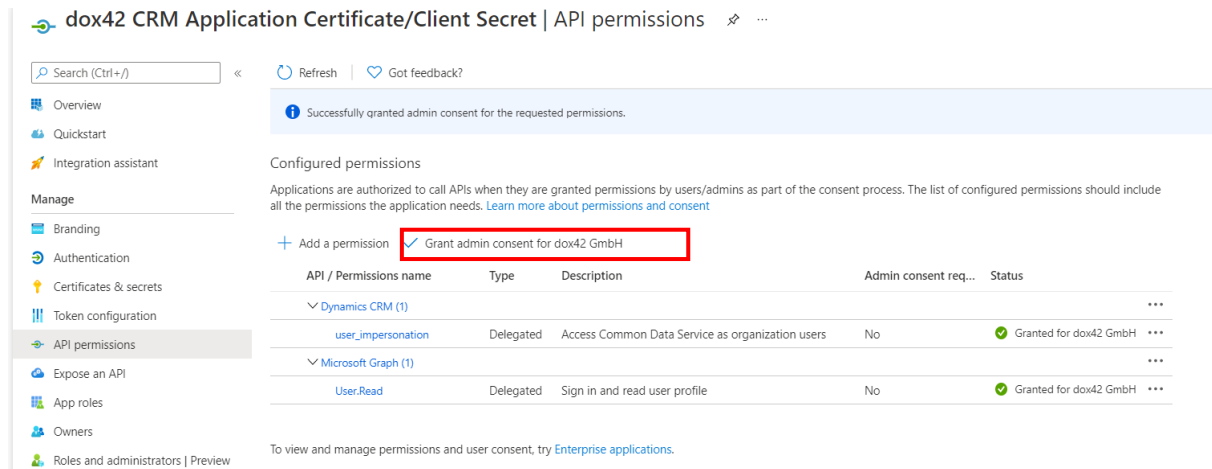 dox42 CRM Application Certificate/Client Secret | API permissions
Search (Ctrl+/)
«
Refresh
Got feedback?
Overview
Quickstart
Integration assistant
Manage
Branding
Authentication
Certificates & secrets
Token configuration
API permissions
Expose an API
App roles
Owners
Roles and administrators | Preview
Successfully granted admin consent for the requested permissions.
Configured permissions
Applications are authorized to call APIs when they are granted permissions by users/admins as part of the consent process. The list of configured permissions should include
all the permissions the application needs. Learn more about permissions and consent
Add a permission Grant admin consent for dox42 GmbH
API / Permissions name Type Description Admin consent req... Status
Dynamics CRM (1)
user_impersonation Delegated Access Common Data Service as organization users No Granted for dox42 GmbH
Microsoft Graph (1)
User.Read Delegated Sign in and read user profile No Granted for dox42 GmbH
To view and manage permissions and user consent, try Enterprise applications.